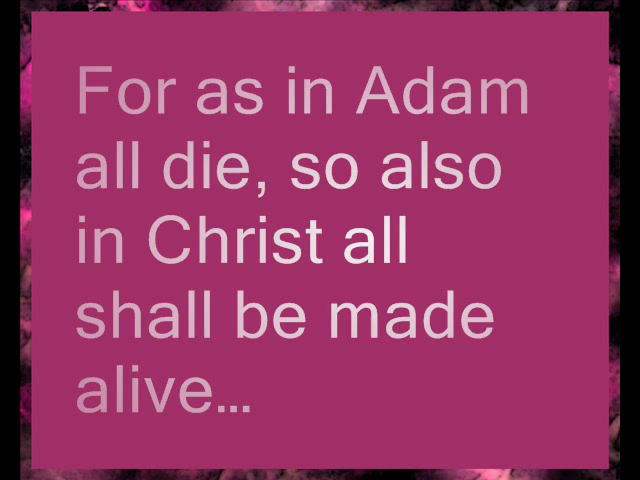 For as in Adam
all die, so also
in Christ all
shall be made
alive…